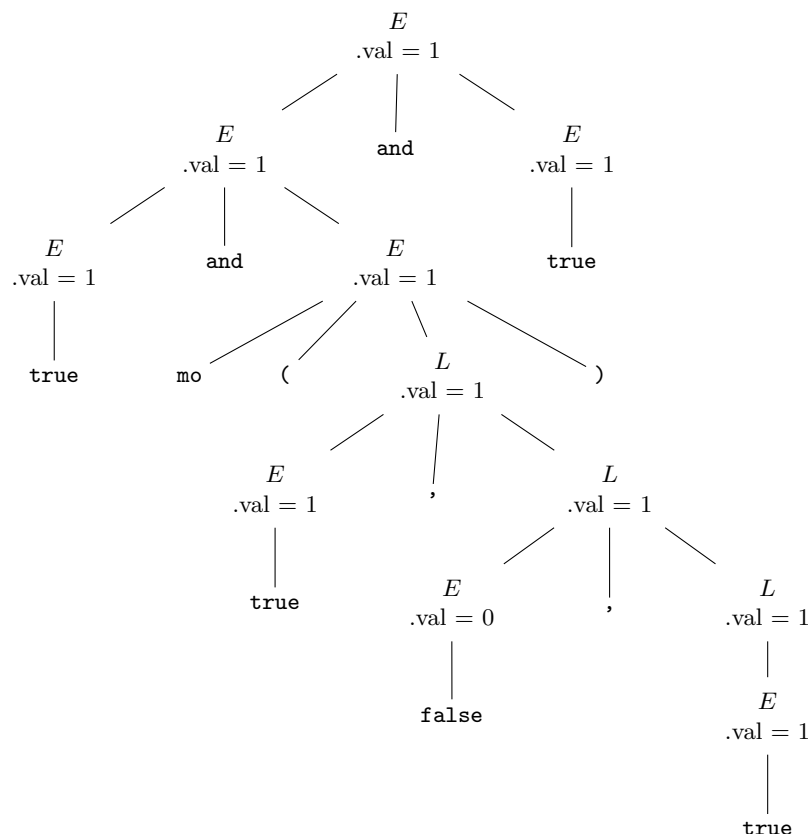 E
.val = 1
E
.val = 1
and
E
.val = 1
E
.val = 1
and
E
.val = 1
true
true
mo
(
L
.val = 1
)
E
.val = 1
,
L
.val = 1
true
E
.val = 0
,
L
.val = 1
false
E
.val = 1
true